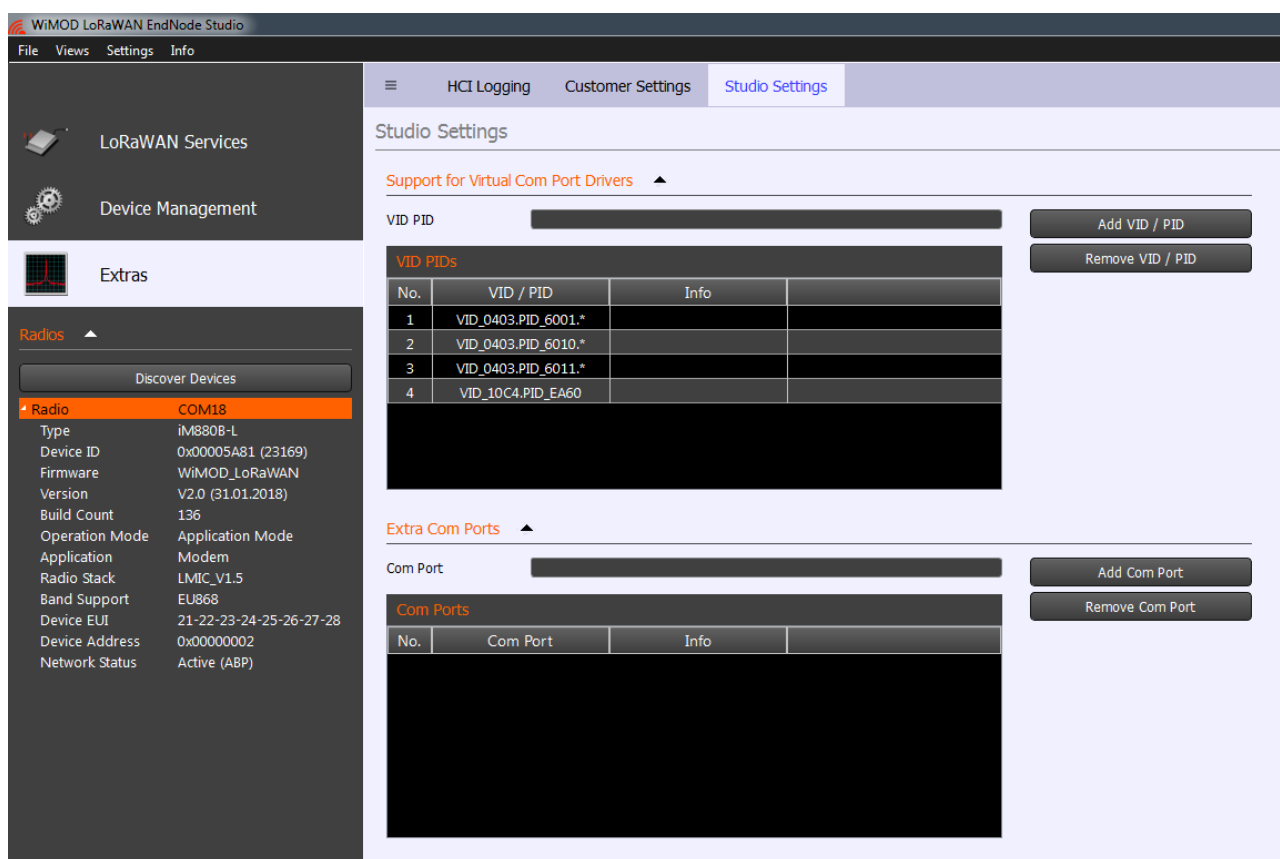 WiMOD LoRaWAN EndNode Studio
File Views Settings Info
HCI Logging Customer Settings Studio Settings
LoRaWAN Services
Device Management
Extras
Radios
Discover Devices
Radio COM18
Type iM880B-L
Device ID 0x00005A81 (23169)
Firmware WiMOD_LoRaWAN
Version V2.0 (31.01.2018)
Build Count 136
Operation Mode Application Mode
Application Modem
Radio Stack LMIC_V1.5
Band Support EU868
Device EUI 21-22-23-24-25-26-27-28
Device Address 0x00000002
Network Status Active (ABP)
Studio Settings
Support for Virtual Com Port Drivers
VID PID Add VID / PID
Remove VID / PID
VID PIDs
No. VID / PID Info
1 VID_0403.PID_6001.*
2 VID_0403.PID_6010.*
3 VID_0403.PID_6011.*
4 VID_10C4.PID_EA60
Extra Com Ports
Com Port Add Com Port
Remove Com Port
Com Ports
No. Com Port Info